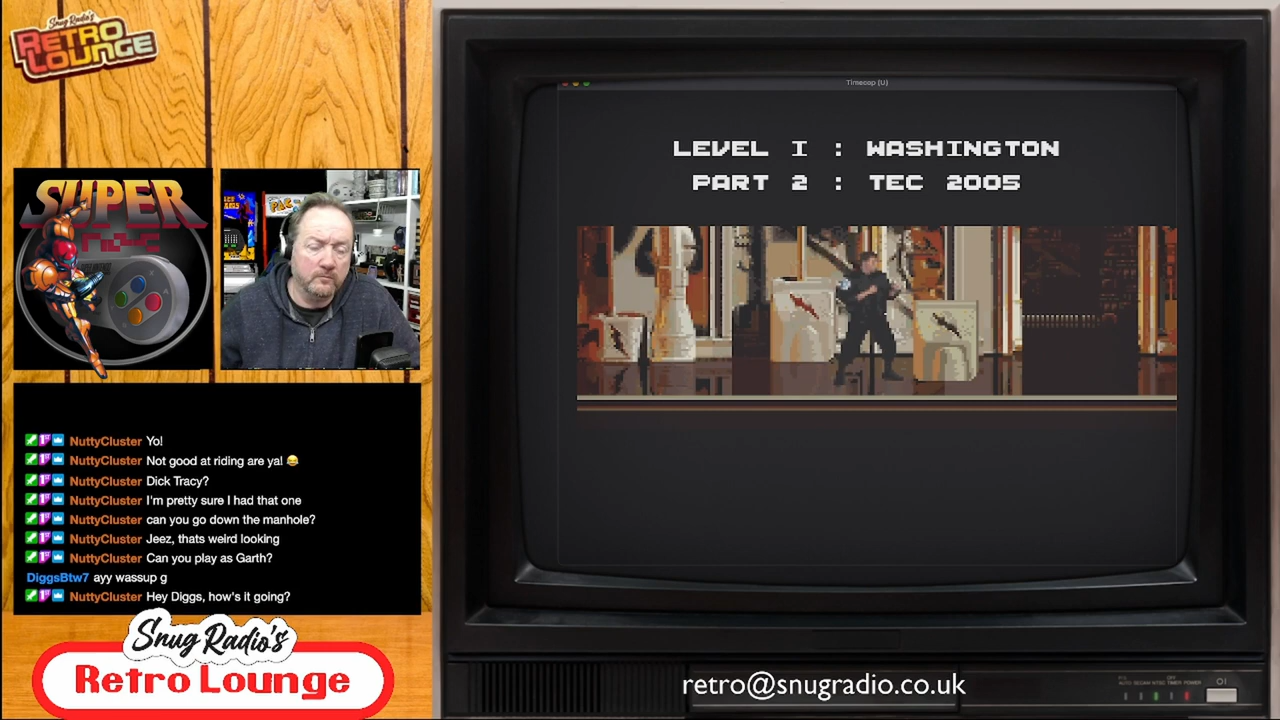 Snug Radio's
RETRO
LOUNGE
Timecop (U)
LEVEL I : WASHINGTON
PART 2 : TEC 2005
SUPER
NuttyCluster Yo!
NuttyCluster Not good at riding are ya! 😂
NuttyCluster Dick Tracy?
NuttyCluster I'm pretty sure I had that one
NuttyCluster can you go down the manhole?
NuttyCluster Jeez, thats weird looking
NuttyCluster Can you play as Garth?
DiggsBtw7 ayy wassup g
NuttyCluster Hey Diggs, how's it going?
Snug Radio's
Retro Lounge
retro@snugradio.co.uk